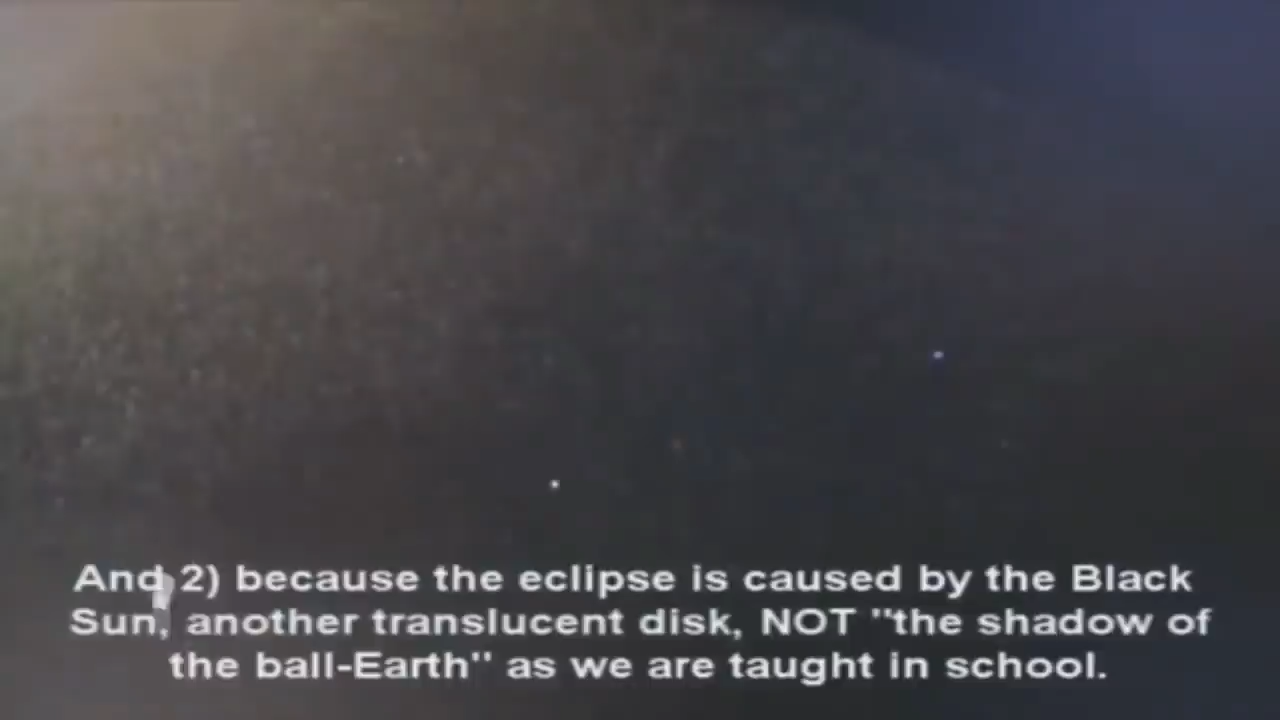 And 2) because the eclipse is caused by the Black
Sun, another translucent disk, NOT "the shadow of
the ball-Earth" as we are taught in school.